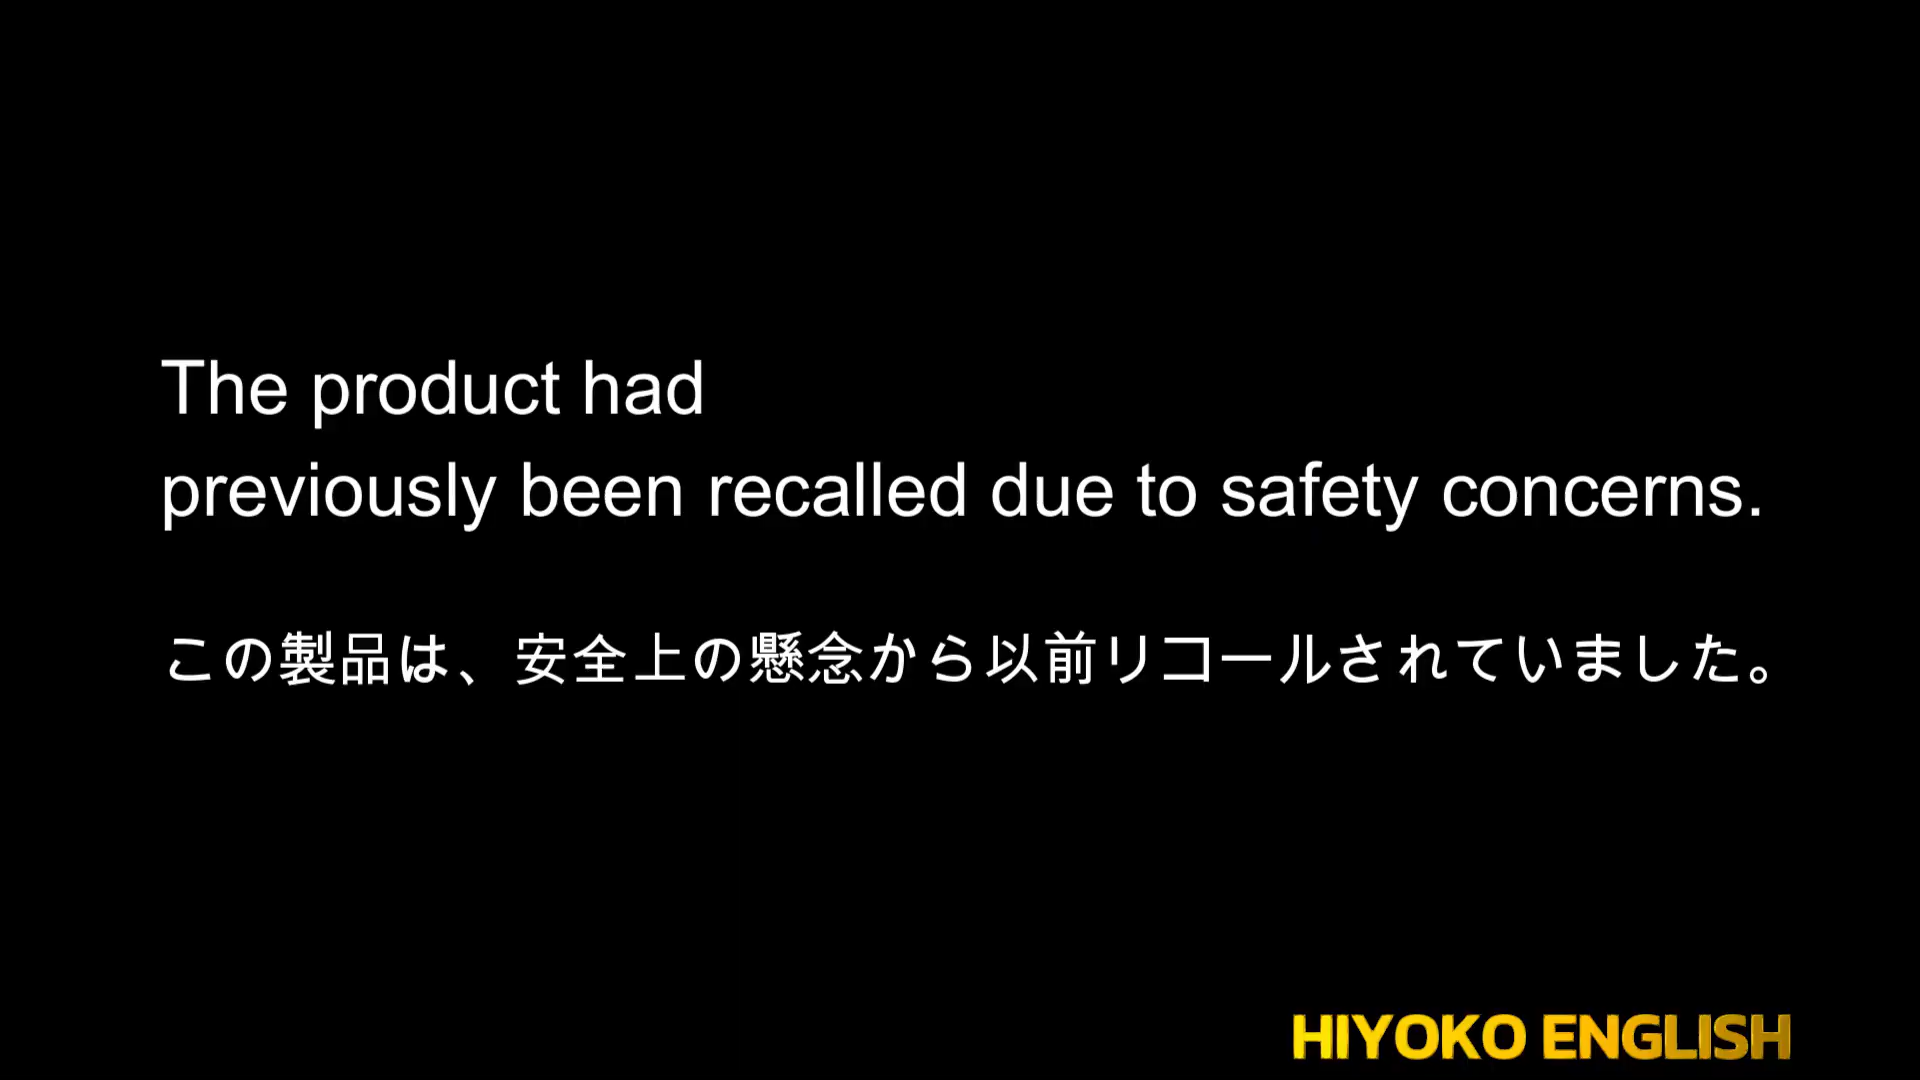 The product had
previously been recalled due to safety concerns.
この製品は、安全上の懸念から以前リコールされていました。
HIYOKO ENGLISH